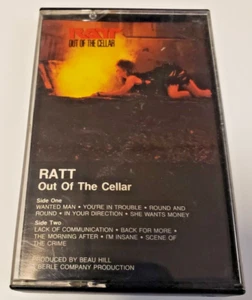 RATT
OUT OF THE CELLAR
RATT
Out Of The Cellar
Side One
WANTED MAN • YOU'RE IN TROUBLE • ROUND AND
ROUND • IN YOUR DIRECTION • SHE WANTS MONEY
Side Two
LACK OF COMMUNICATION • BACK FOR MORE •
THE MORNING AFTER • I'M INSANE • SCENE OF
THE CRIME
PRODUCED BY BEAU HILL
BERLE COMPANY PRODUCTION